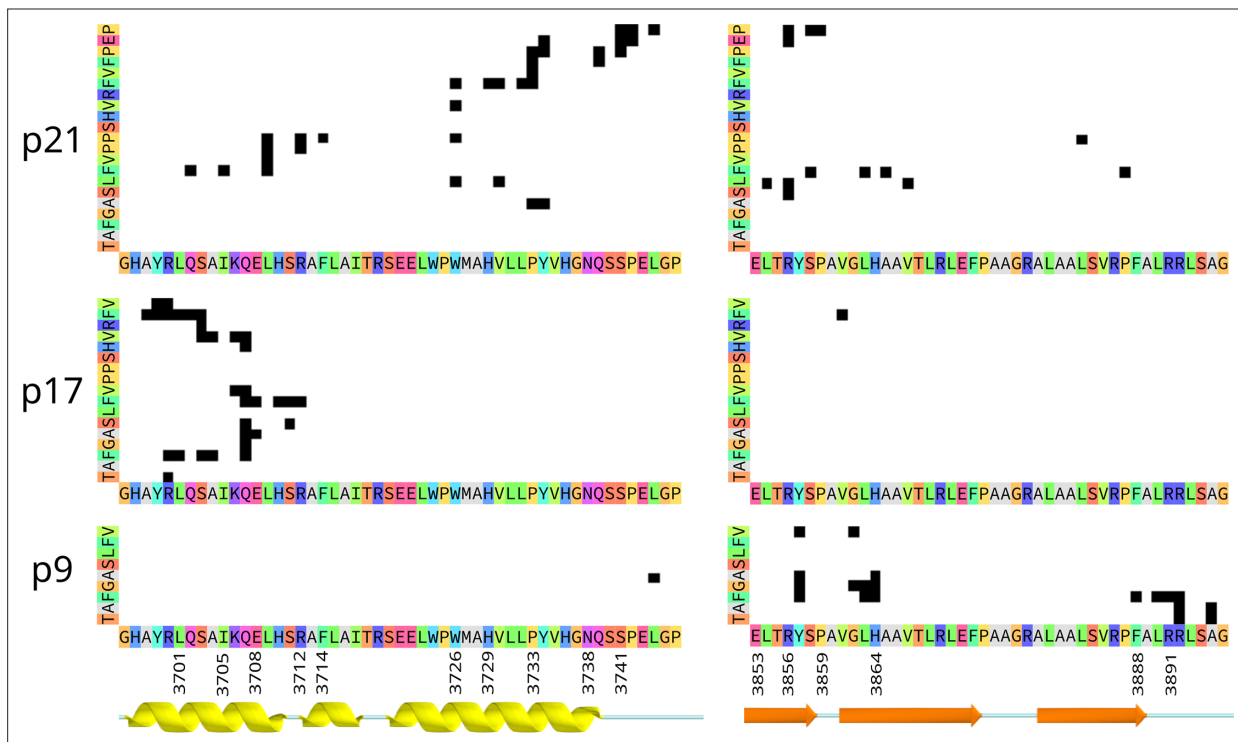 p21
TAFGASLFVPPSHVRFVFPEP
GHAYRLQSAIKQELHSRAFLAITRSEELWPWMAHVLLPYVHGNQSSPELGP
TAFGASLFVPPSHVRFVFPEP
ELTRYSPAVGLHAAVTLRLEFPAAGRALAALSVRPFALRRLSAG
p17
TAFGASLFVPPSHVRFV
GHAYRLQSAIKQELHSRAFLAITRSEELWPWMAHVLLPYVHGNQSSPELGP
TAFGASLFVPPSHVRFV
ELTRYSPAVGLHAAVTLRLEFPAAGRALAALSVRPFALRRLSAG
p9
TAFGASLFV
GHAYRLQSAIKQELHSRAFLAITRSEELWPWMAHVLLPYVHGNQSSPELGP
TAFGASLFV
ELTRYSPAVGLHAAVTLRLEFPAAGRALAALSVRPFALRRLSAG
3701 3705 3708 3712 3714 3726 3729 3733 3738 3741
3853 3856 3859 3864 3888 3891